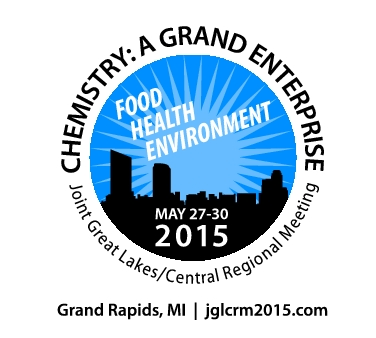 CHEMISTRY: A GRAND ENTERPRISE
FOOD
HEALTH
ENVIRONMENT
MAY 27-30
2015
Joint Great Lakes/Central Regional Meeting
Grand Rapids, MI | jglcrm2015.com